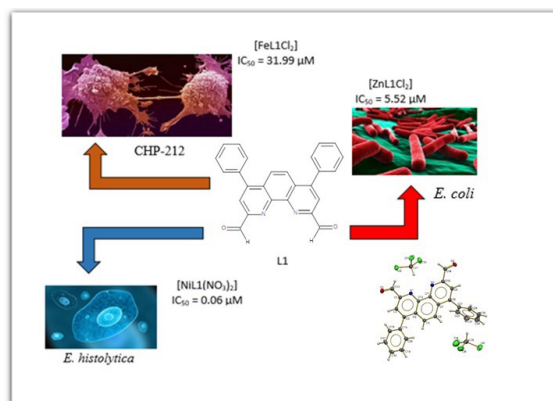 [FeL1Cl₂]
IC₅₀ = 31.99 µM
CHP-212
[ZnL1Cl₂]
IC₅₀ = 5.52 µM
E. coli
N
N
O
O
H
H
L1
[NiL1(NO₃)₂]
IC₅₀ = 0.06 µM
E. histolytica